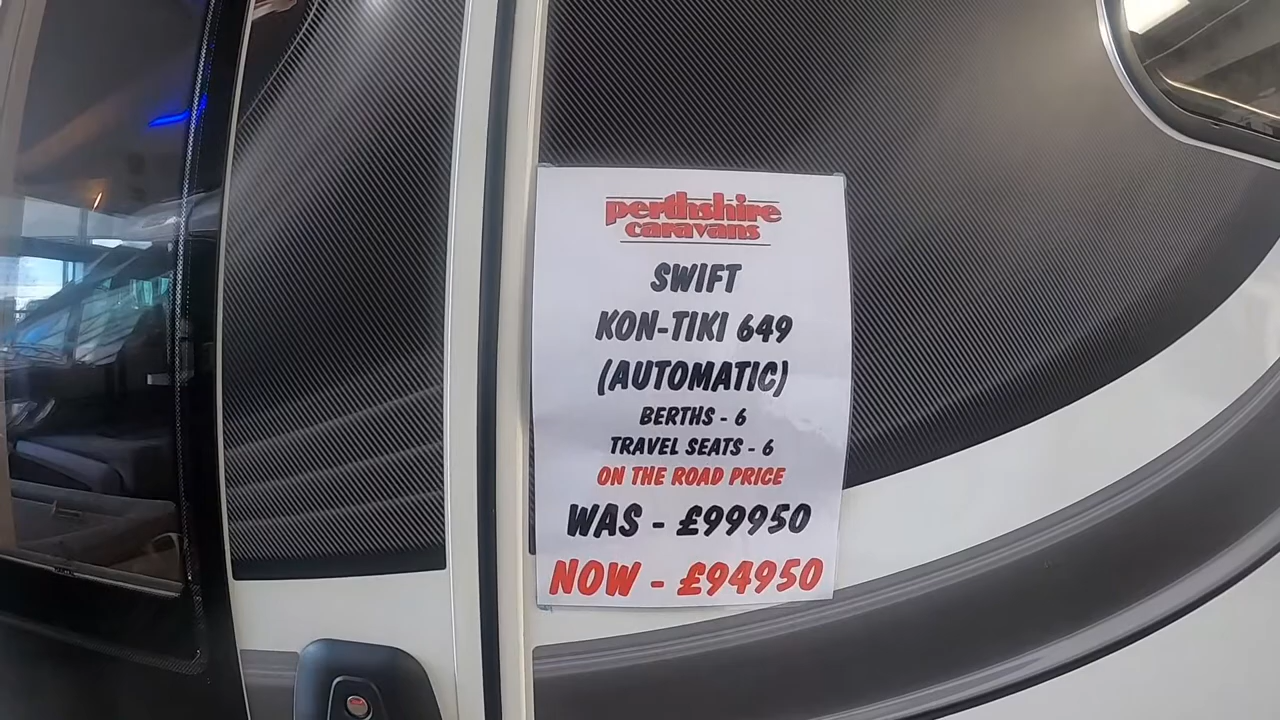 perthshire
caravans
SWIFT
KON-TIKI 649
(AUTOMATIC)
BERTHS - 6
TRAVEL SEATS - 6
ON THE ROAD PRICE
WAS - £99950
NOW - £94950